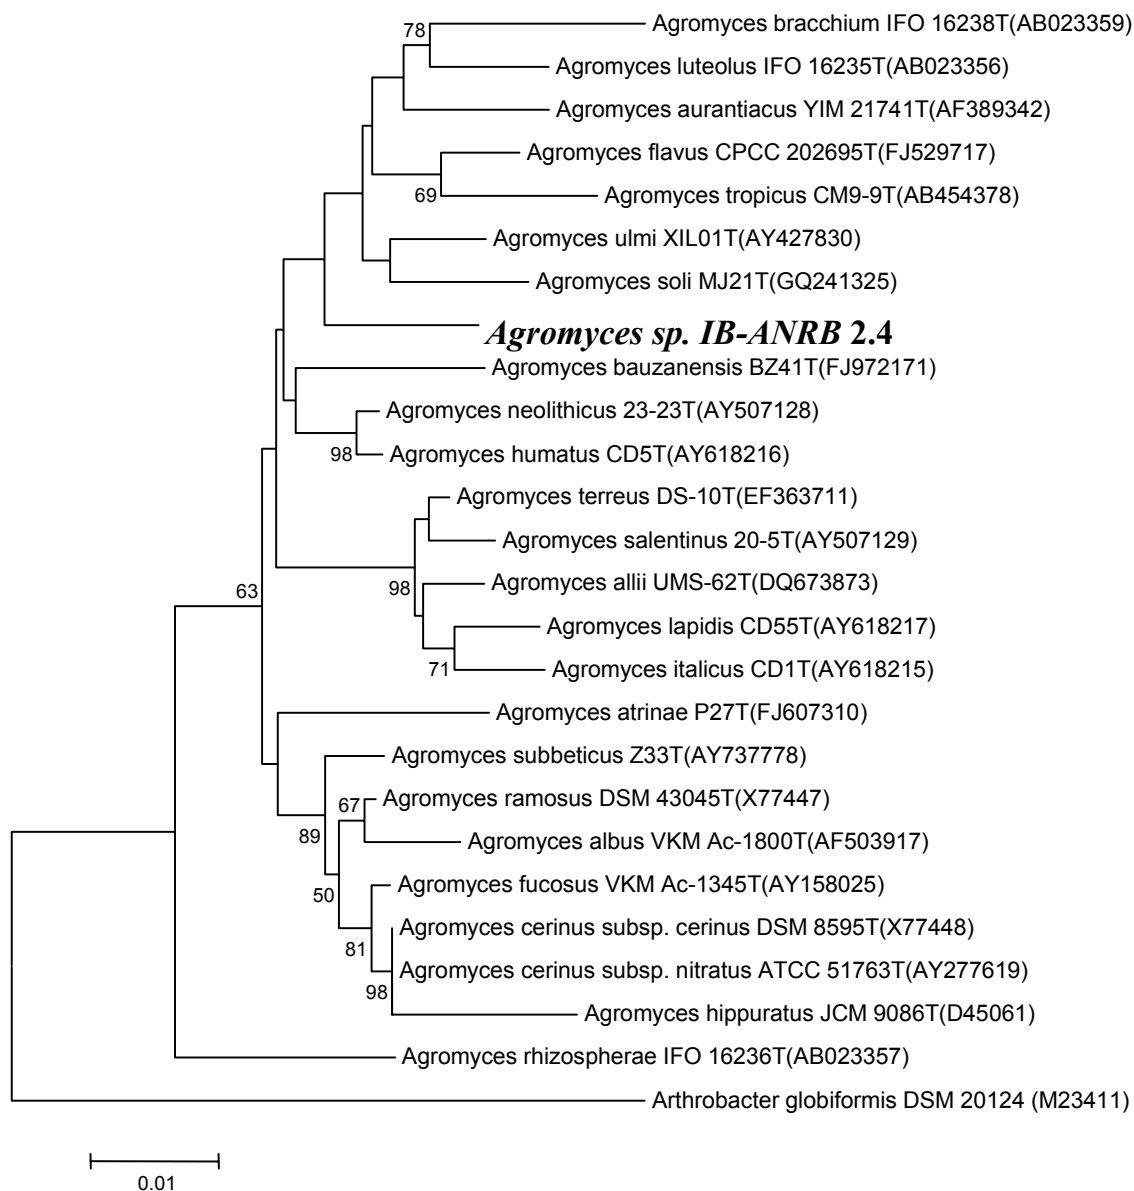 78
Agromyces bracchium IFO 16238T(AB023359)
Agromyces luteolus IFO 16235T(AB023356)
Agromyces aurantiacus YIM 21741T(AF389342)
Agromyces flavus CPCC 202695T(FJ529717)
69
Agromyces tropicus CM9-9T(AB454378)
Agromyces ulmi XIL01T(AY427830)
Agromyces soli MJ21T(GQ241325)
Agromyces sp. IB-ANRB 2.4
Agromyces bauzanensis BZ41T(FJ972171)
Agromyces neolithicus 23-23T(AY507128)
98
Agromyces humatus CD5T(AY618216)
Agromyces terreus DS-10T(EF363711)
Agromyces salentinus 20-5T(AY507129)
98
Agromyces allii UMS-62T(DQ673873)
63
Agromyces lapidis CD55T(AY618217)
71
Agromyces italicus CD1T(AY618215)
Agromyces atrinae P27T(FJ607310)
Agromyces subbeticus Z33T(AY737778)
67
Agromyces ramosus DSM 43045T(X77447)
89
Agromyces albus VKM Ac-1800T(AF503917)
50
Agromyces fucosus VKM Ac-1345T(AY158025)
81
Agromyces cerinus subsp. cerinus DSM 8595T(X77448)
Agromyces cerinus subsp. nitratus ATCC 51763T(AY277619)
98
Agromyces hippuratus JCM 9086T(D45061)
Agromyces rhizospherae IFO 16236T(AB023357)
Arthrobacter globiformis DSM 20124 (M23411)
0.01